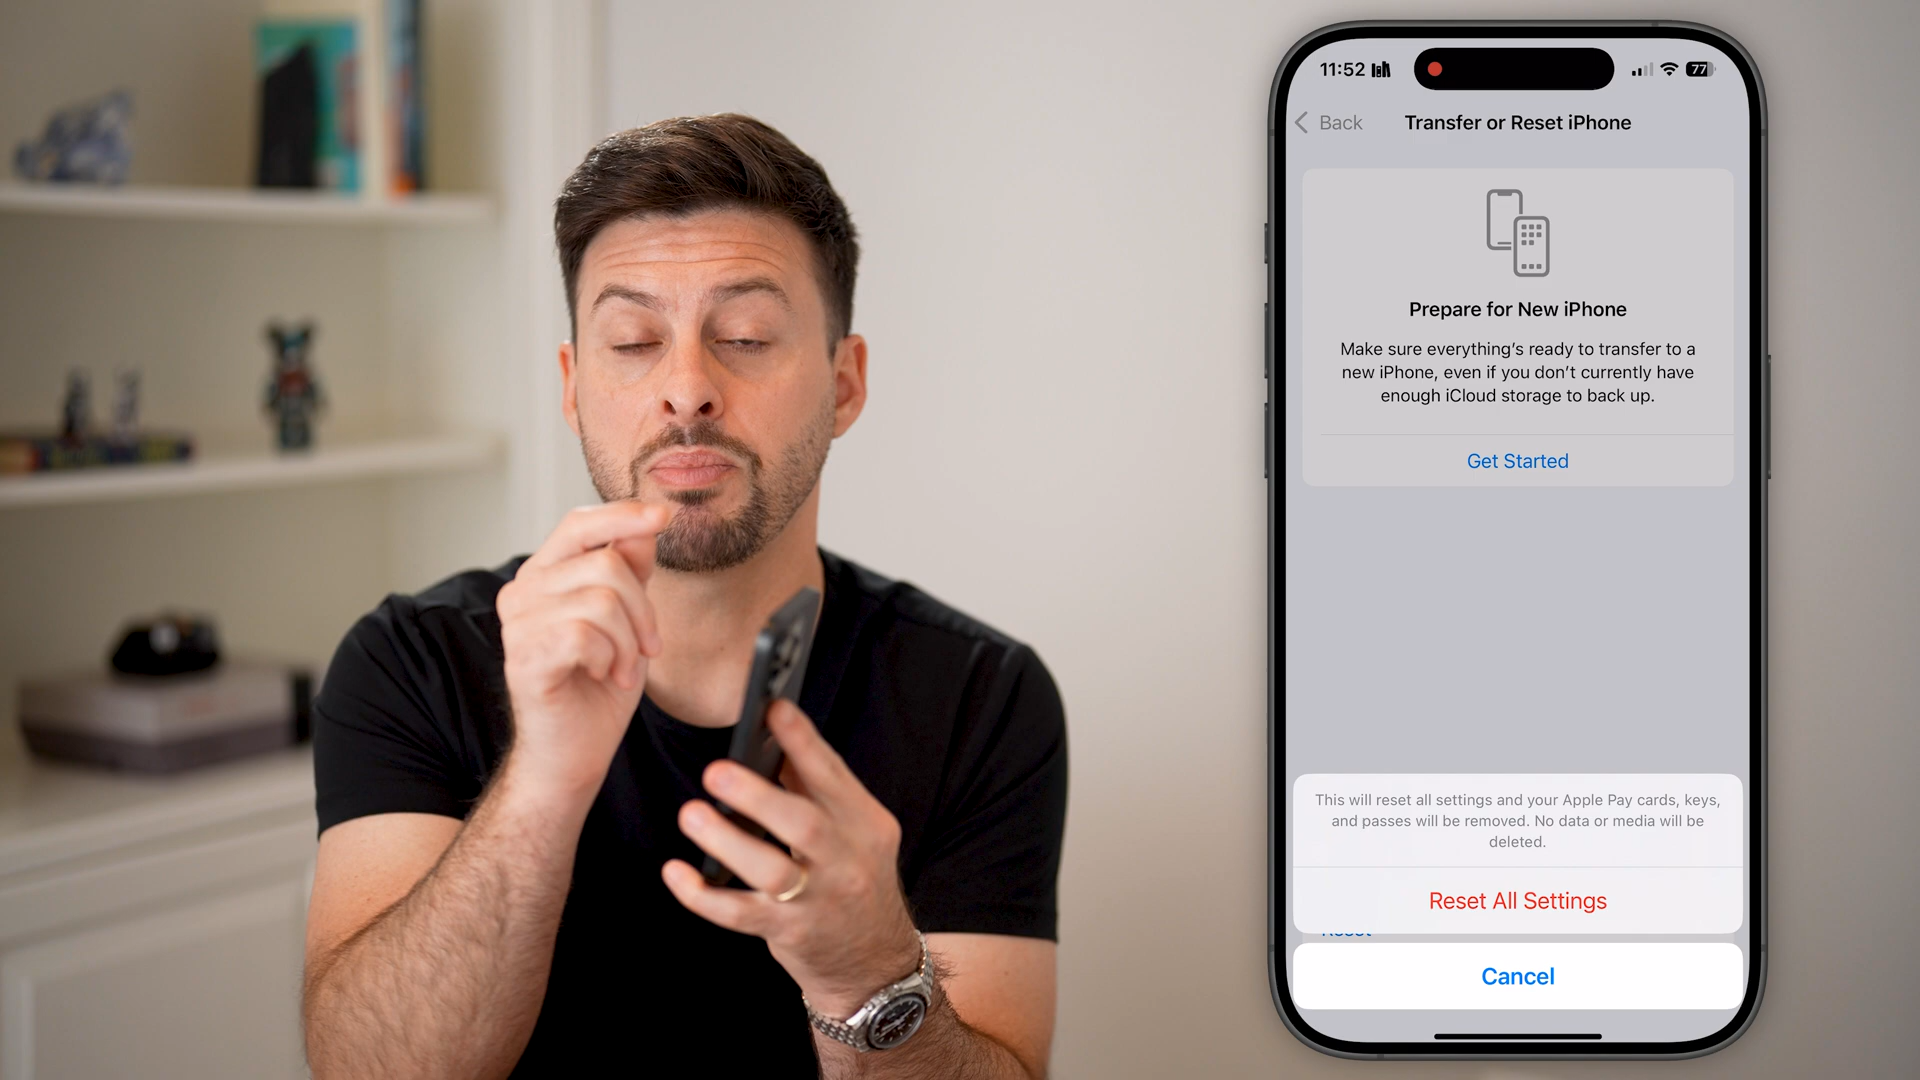 11:52
77
Back
Transfer or Reset iPhone
Prepare for New iPhone
Make sure everything’s ready to transfer to a
new iPhone, even if you don’t currently have
enough iCloud storage to back up.
Get Started
This will reset all settings and your Apple Pay cards, keys,
and passes will be removed. No data or media will be
deleted.
Reset All Settings
Reset
Cancel